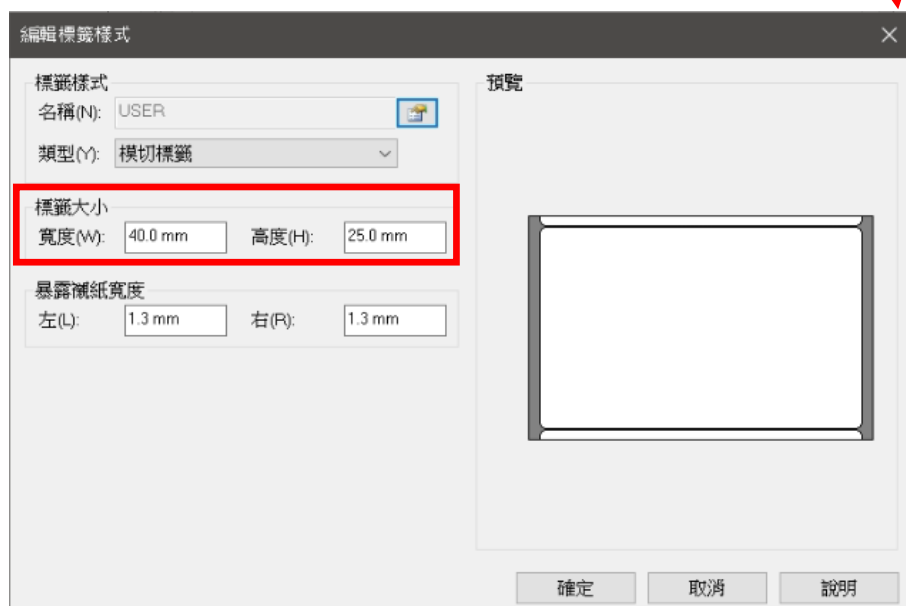 編輯標籤樣式
標籤樣式
名稱(N): USER
類型(Y): 模切標籤
標籤大小
寬度(W): 40.0 mm 高度(H): 25.0 mm
暴露襯紙寬度
左(L): 1.3 mm 右(R): 1.3 mm
預覽
確定 取消 說明